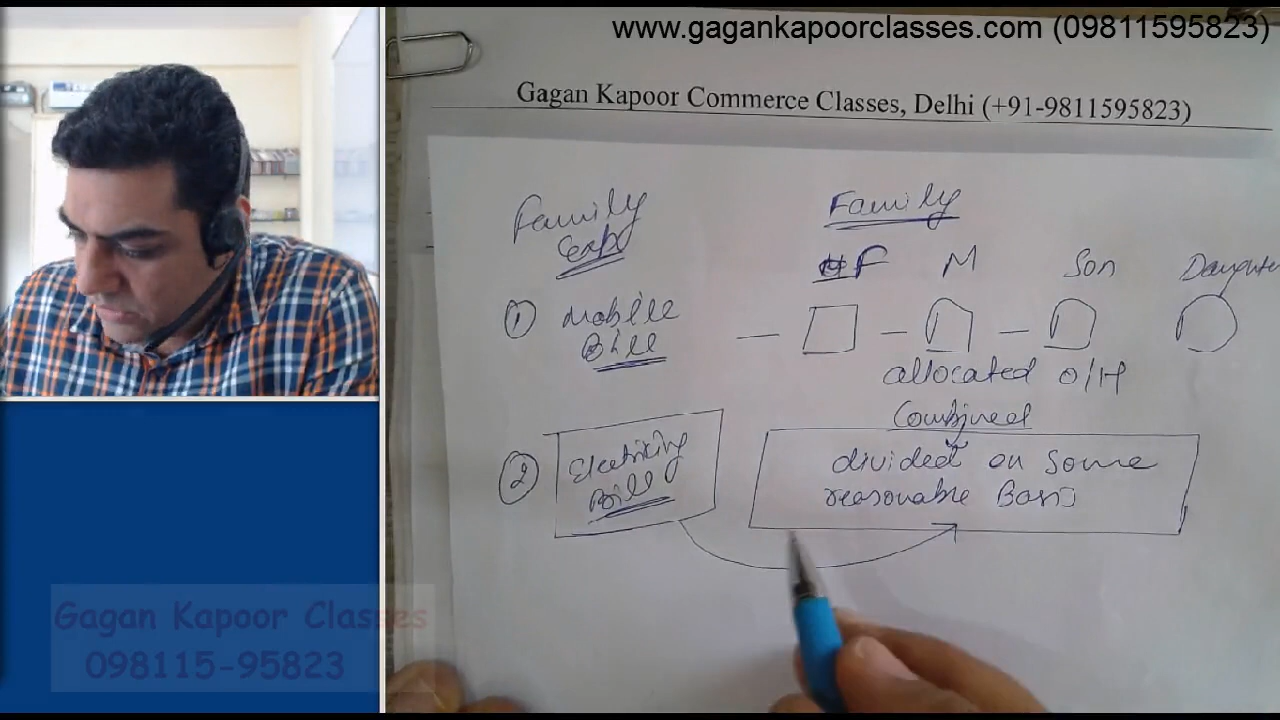 www.gagankapoorclasses.com (09811595823)
Gagan Kapoor Commerce Classes, Delhi (+91-9811595823)
Family
Exp
Family
F M Son Daughter
① Mobile
Bill
allocated O/H
Combined
② Electricity
Bill
divided on some
reasonable Basis
Gagan Kapoor Classes
098115-95823